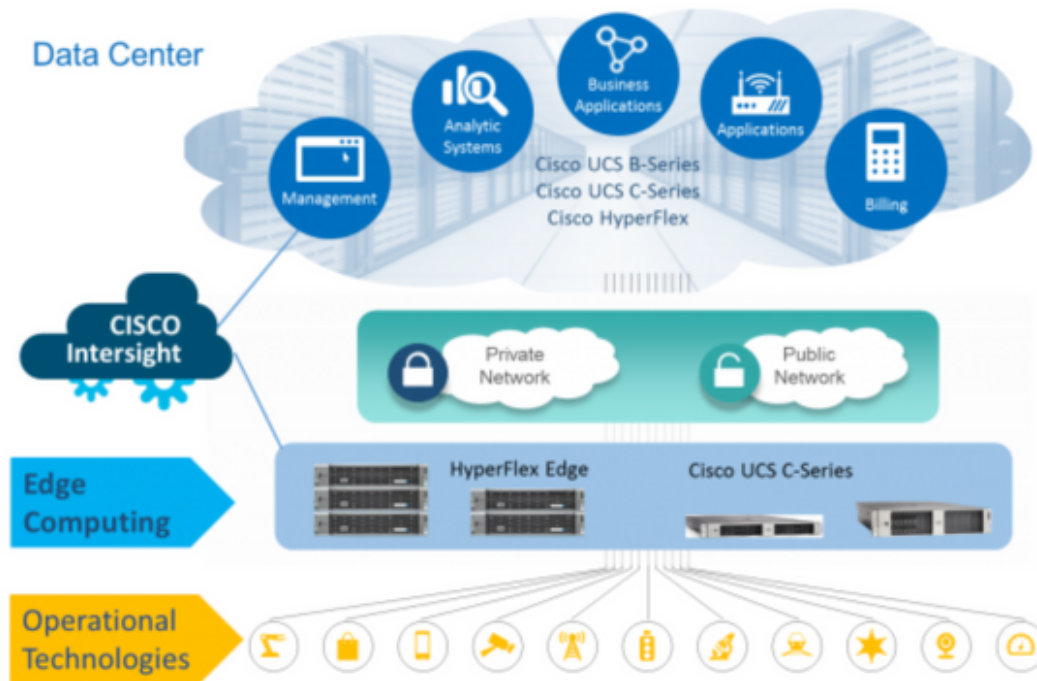 Data Center
Business
Applications
Analytic
Systems
Applications
Management
Billing
Cisco UCS B-Series
Cisco UCS C-Series
Cisco HyperFlex
CISCO
Intersight
Private
Network
Public
Network
Edge
Computing
HyperFlex Edge
Cisco UCS C-Series
Operational
Technologies